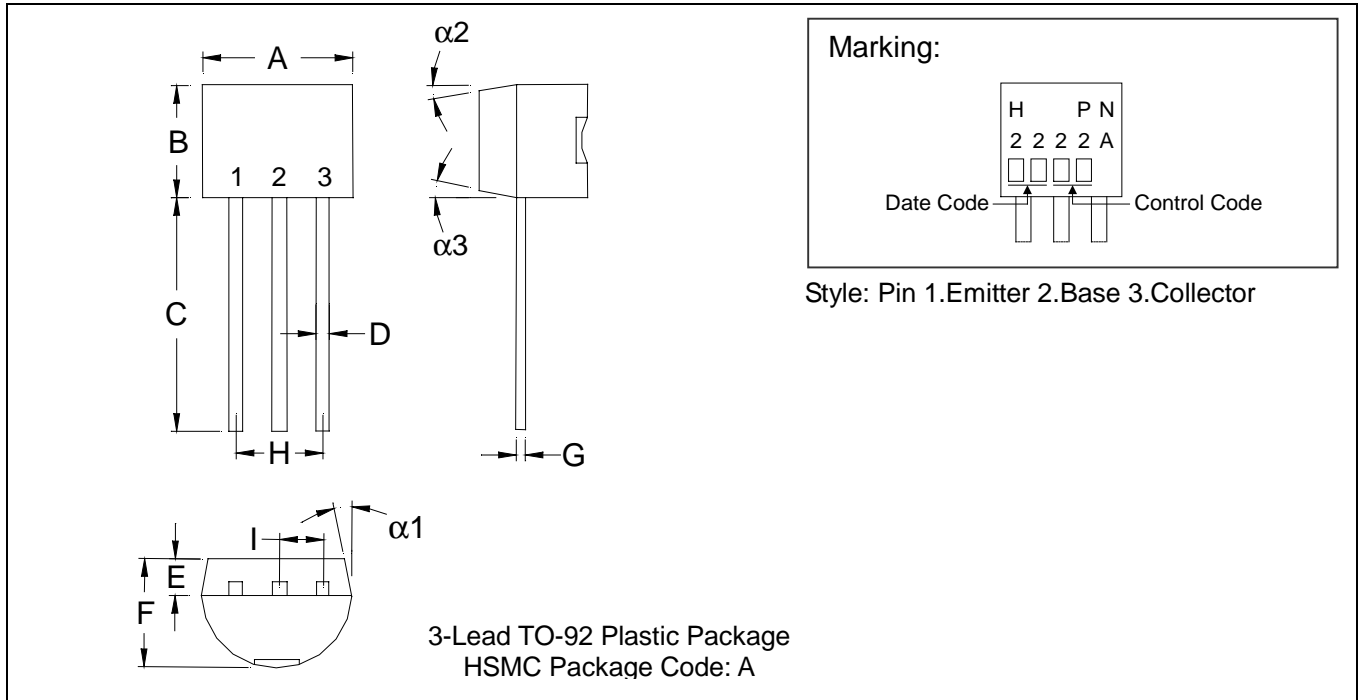 α2
A
B
1 2 3
α3
C
D
H
G
α1
I
E
F
3-Lead TO-92 Plastic Package
HSMC Package Code: A
Marking:
H P N
2 2 2 2 A
Date Code
Control Code
Style: Pin 1.Emitter 2.Base 3.Collector